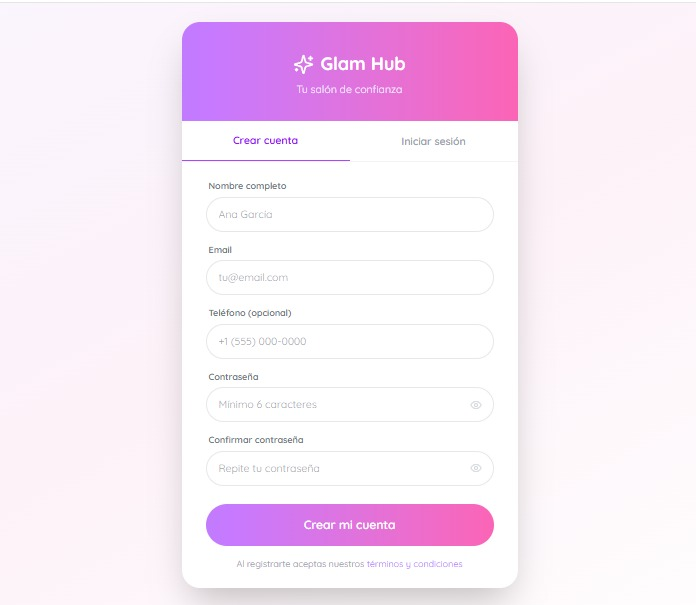 Glam Hub
Tu salón de confianza
Crear cuenta
Iniciar sesión
Nombre completo
Ana García
Email
tu@email.com
Teléfono (opcional)
+1 (555) 000-0000
Contraseña
Mínimo 6 caracteres
Confirmar contraseña
Repite tu contraseña
Crear mi cuenta
Al registrarte aceptas nuestros términos y condiciones